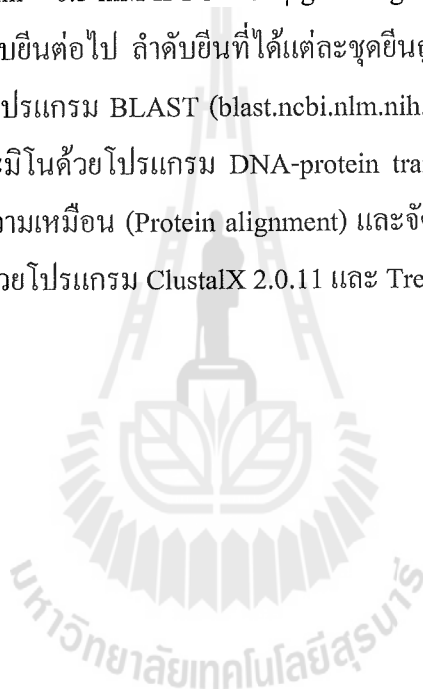 บยีนต่อไป ลำดับยีนที่ได้แต่ละชุดยีน
ปรแกรม BLAST (blast.ncbi.nlm.nih.
ะมิโนด้วยโปรแกรม DNA-protein tra
วามเหมือน (Protein alignment) และจั
วยโปรแกรม ClustalX 2.0.11 และ Tre
มหาวิทยาลัยเทคโนโลยีสุรนารี